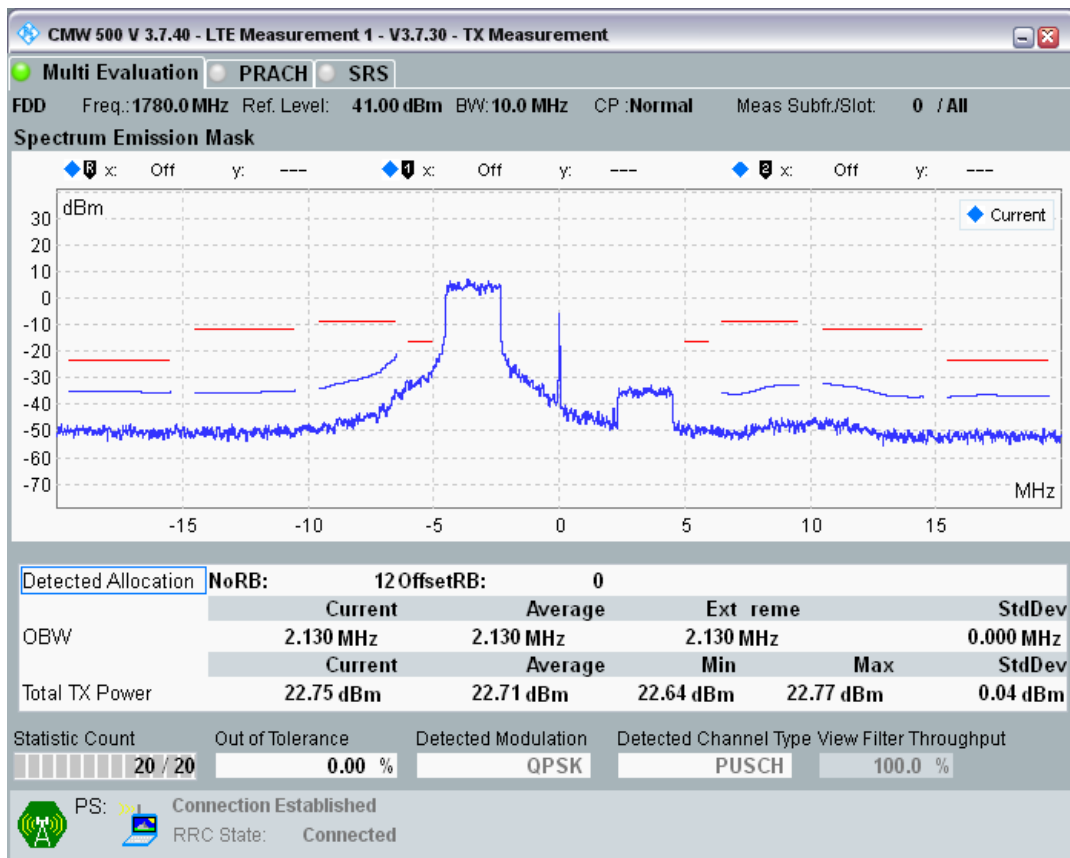 CMW 500 V 3.7.40 - LTE Measurement 1 - V3.7.30 - TX Measurement
Multi Evaluation PRACH SRS
FDD Freq.: 1780.0 MHz Ref. Level: 41.00 dBm BW: 10.0 MHz CP :Normal Meas Subfr./Slot: 0 / All
Spectrum Emission Mask
R x: Off y: --- 1 x: Off y: --- 2 x: Off y: ---
dBm
Current
30
20
10
0
-10
-20
-30
-40
-50
-60
-70
MHz
-15 -10 -5 0 5 10 15
Detected Allocation NoRB: 12 OffsetRB: 0
Current Average Ext reme StdDev
OBW 2.130 MHz 2.130 MHz 2.130 MHz 0.000 MHz
Current Average Min Max StdDev
Total TX Power 22.75 dBm 22.71 dBm 22.64 dBm 22.77 dBm 0.04 dBm
Statistic Count Out of Tolerance Detected Modulation Detected Channel Type View Filter Throughput
20 / 20 0.00 % QPSK PUSCH 100.0 %
PS: Connection Established
RRC State: Connected